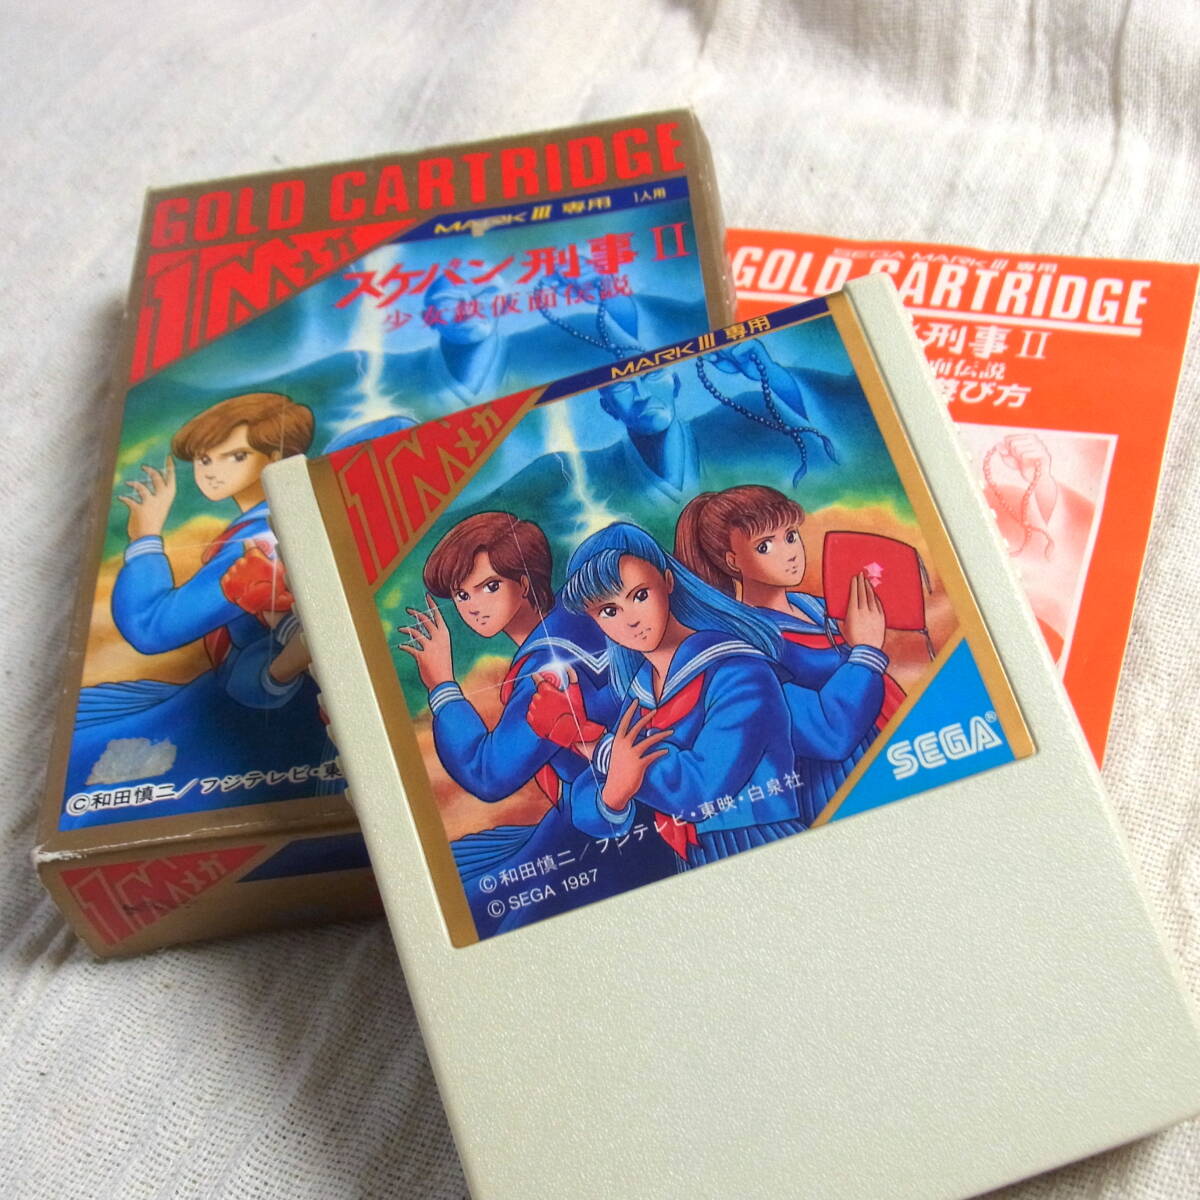 GOLD CARTRIDGE
1Mメガ
MARK III 専用 1人用
スケバン刑事II
少女鉄仮面伝説
©和田慎二/フジテレビ・東
1Mメガ
SEGA MARK III 専用
GOLD CARTRIDGE
刑事II
面伝説
遊び方
MARK III 専用
1Mメガ
SEGA®
©和田慎二/フジテレビ・東映・白泉社
©SEGA 1987